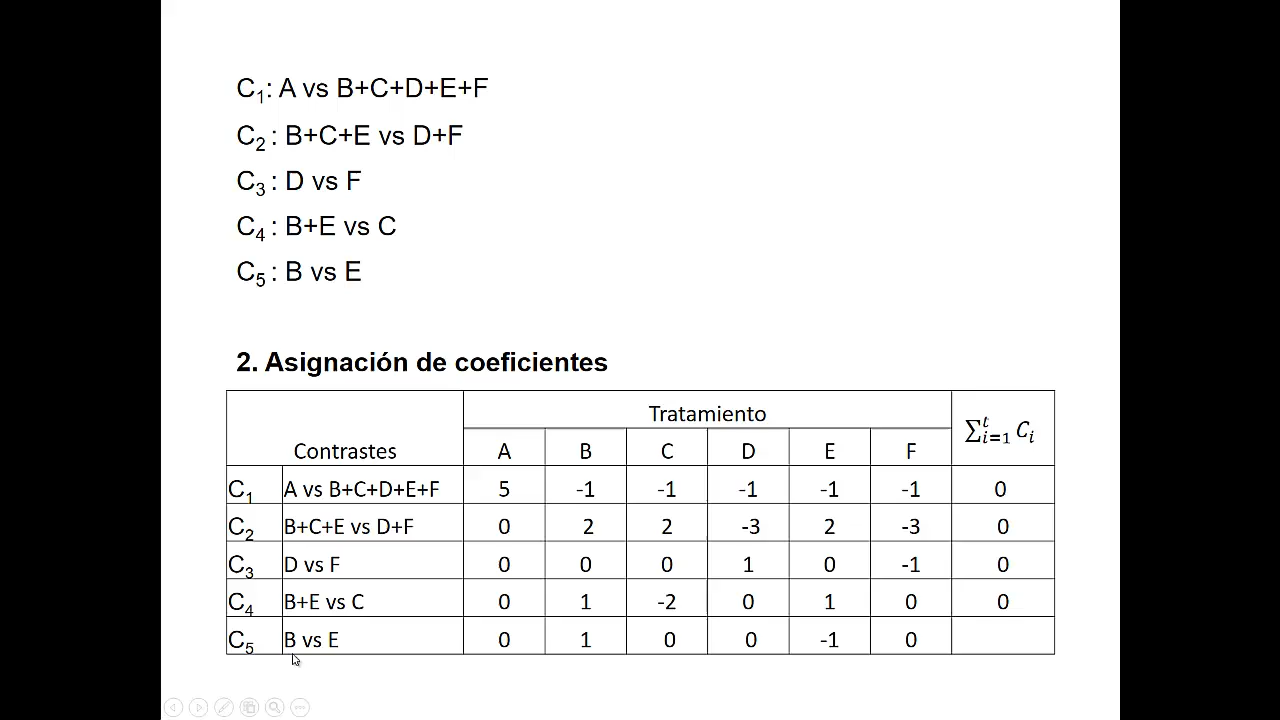 C₁: A vs B+C+D+E+F
C₂ : B+C+E vs D+F
C₃ : D vs F
C₄ : B+E vs C
C₅ : B vs E
2. Asignación de coeficientes
Contrastes Tratamiento ∑ᵗᵢ₌₁ Cᵢ
A B C D E F
C₁ A vs B+C+D+E+F 5 -1 -1 -1 -1 -1 0
C₂ B+C+E vs D+F 0 2 2 -3 2 -3 0
C₃ D vs F 0 0 0 1 0 -1 0
C₄ B+E vs C 0 1 -2 0 1 0 0
C₅ B vs E 0 1 0 0 -1 0